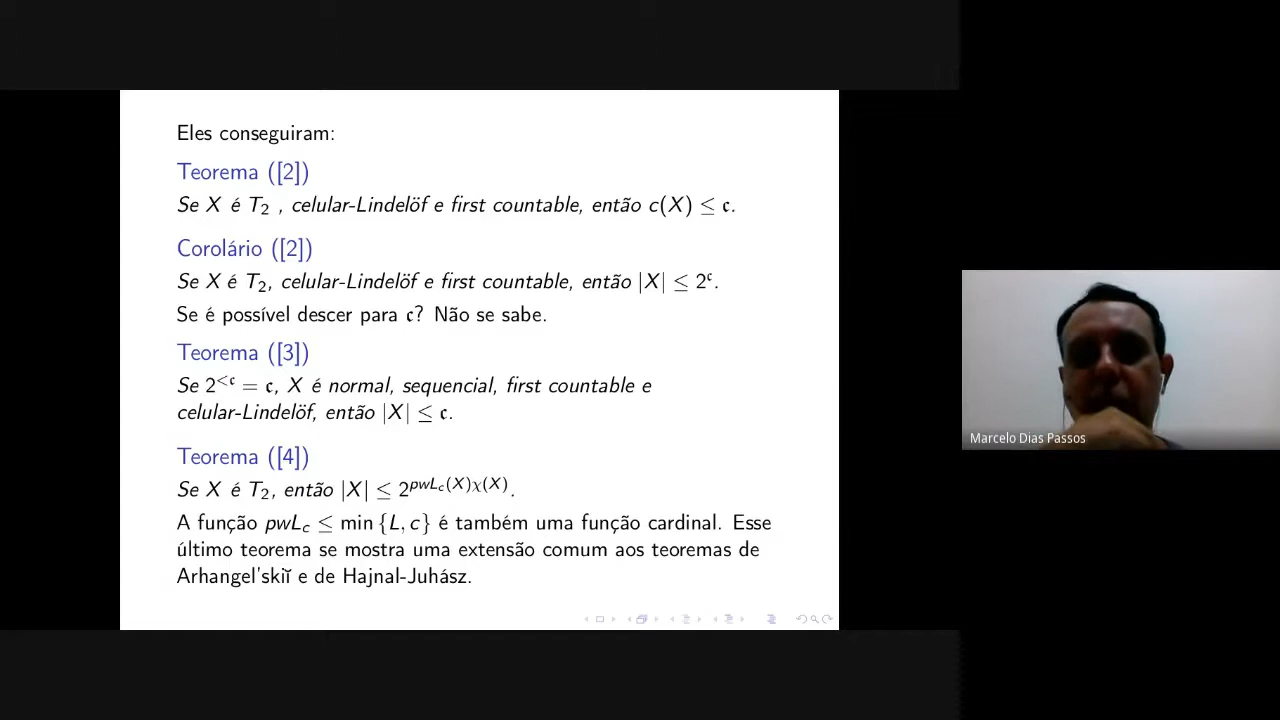 Eles conseguiram:
Teorema ([2])
Se X é T₂ , celular-Lindelöf e first countable, então c(X) ≤ 𝔠.
Corolário ([2])
Se X é T₂, celular-Lindelöf e first countable, então |X| ≤ 2^𝔠.
Se é possível descer para 𝔠? Não se sabe.
Teorema ([3])
Se 2^{<𝔠} = 𝔠, X é normal, sequencial, first countable e
celular-Lindelöf, então |X| ≤ 𝔠.
Teorema ([4])
Se X é T₂, então |X| ≤ 2^{pwL_c(X)χ(X)}.
A função pwL_c ≤ min {L, c} é também uma função cardinal. Esse
último teorema se mostra uma extensão comum aos teoremas de
Arhangel'skiĭ e de Hajnal-Juhász.
Marcelo Dias Passos